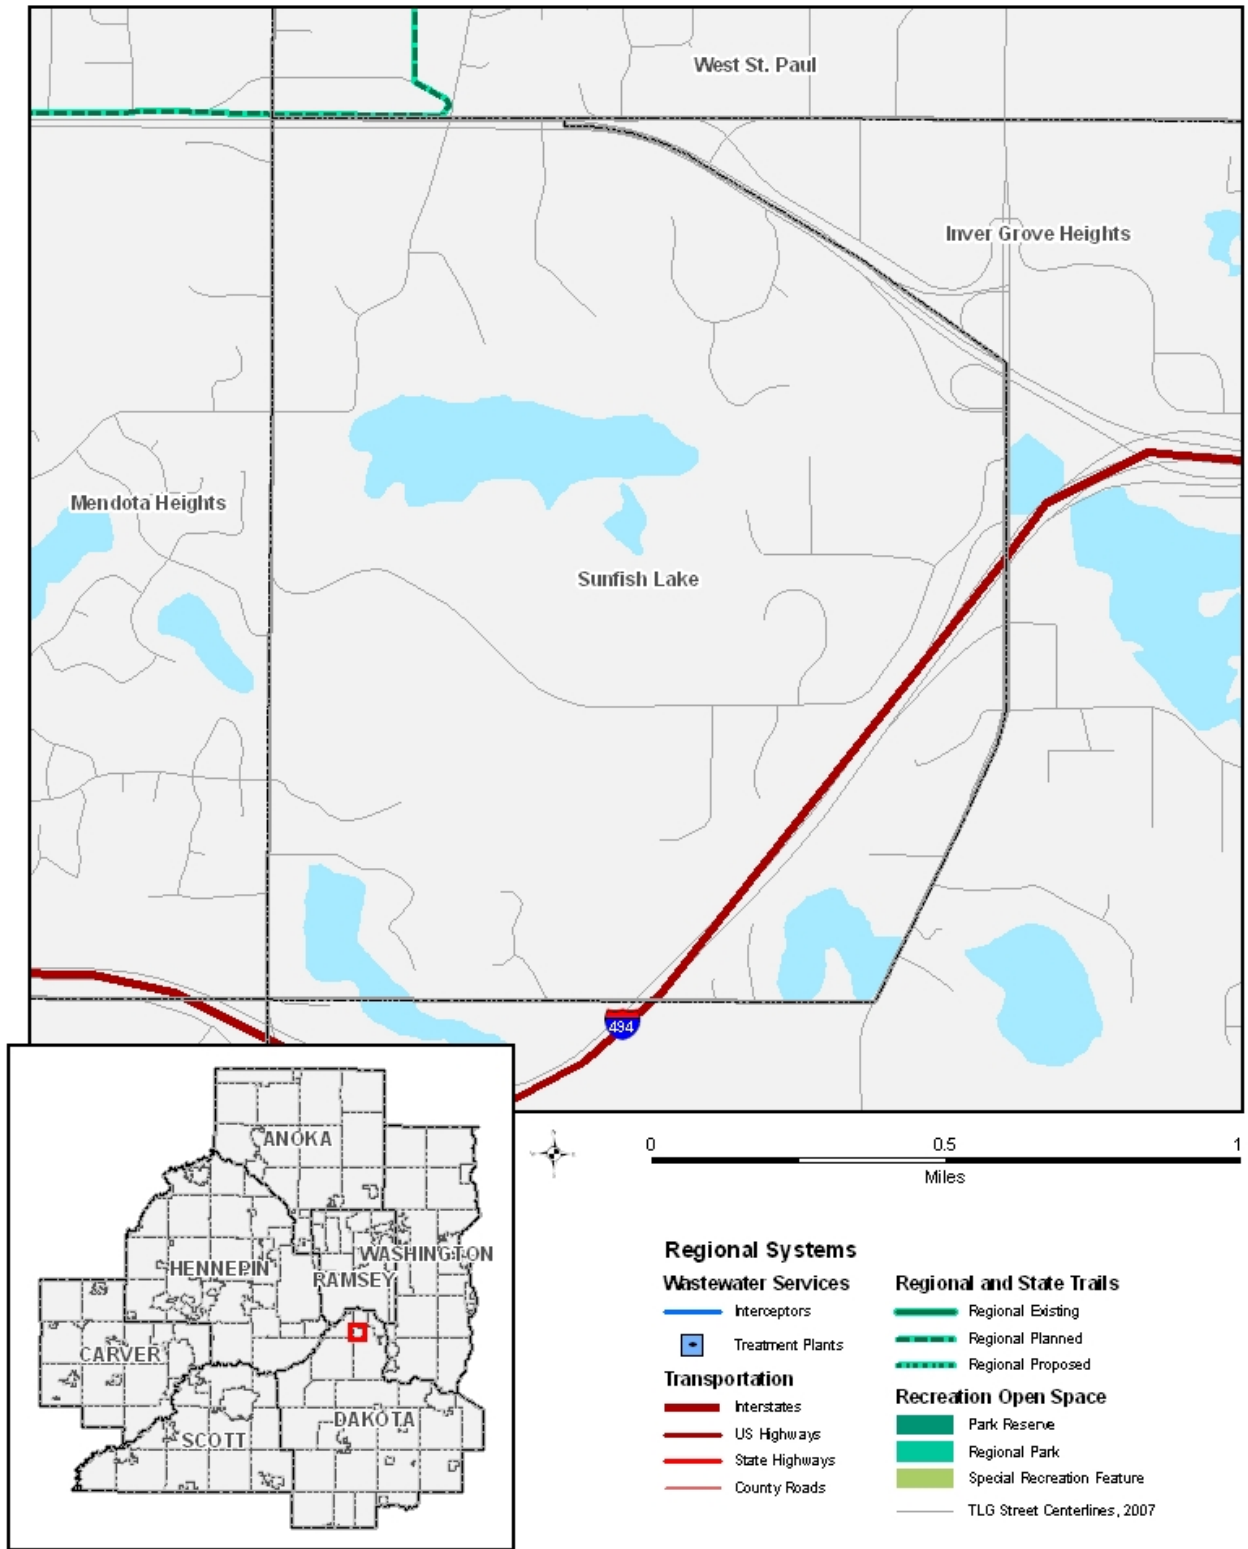 West St. Paul
Inver Grove Heights
Mendota Heights
Sunfish Lake
494
ANOKA
WASHINGTON
HENNEPIN
RAMSEY
CARVER
DAKOTA
SCOTT
0 0.5 1
Miles
Regional Systems
Wastewater Services
Interceptors
Treatment Plants
Transportation
Interstates
US Highways
State Highways
County Roads
Regional and State Trails
Regional Existing
Regional Planned
Regional Proposed
Recreation Open Space
Park Reserve
Regional Park
Special Recreation Feature
TLG Street Centerlines, 2007